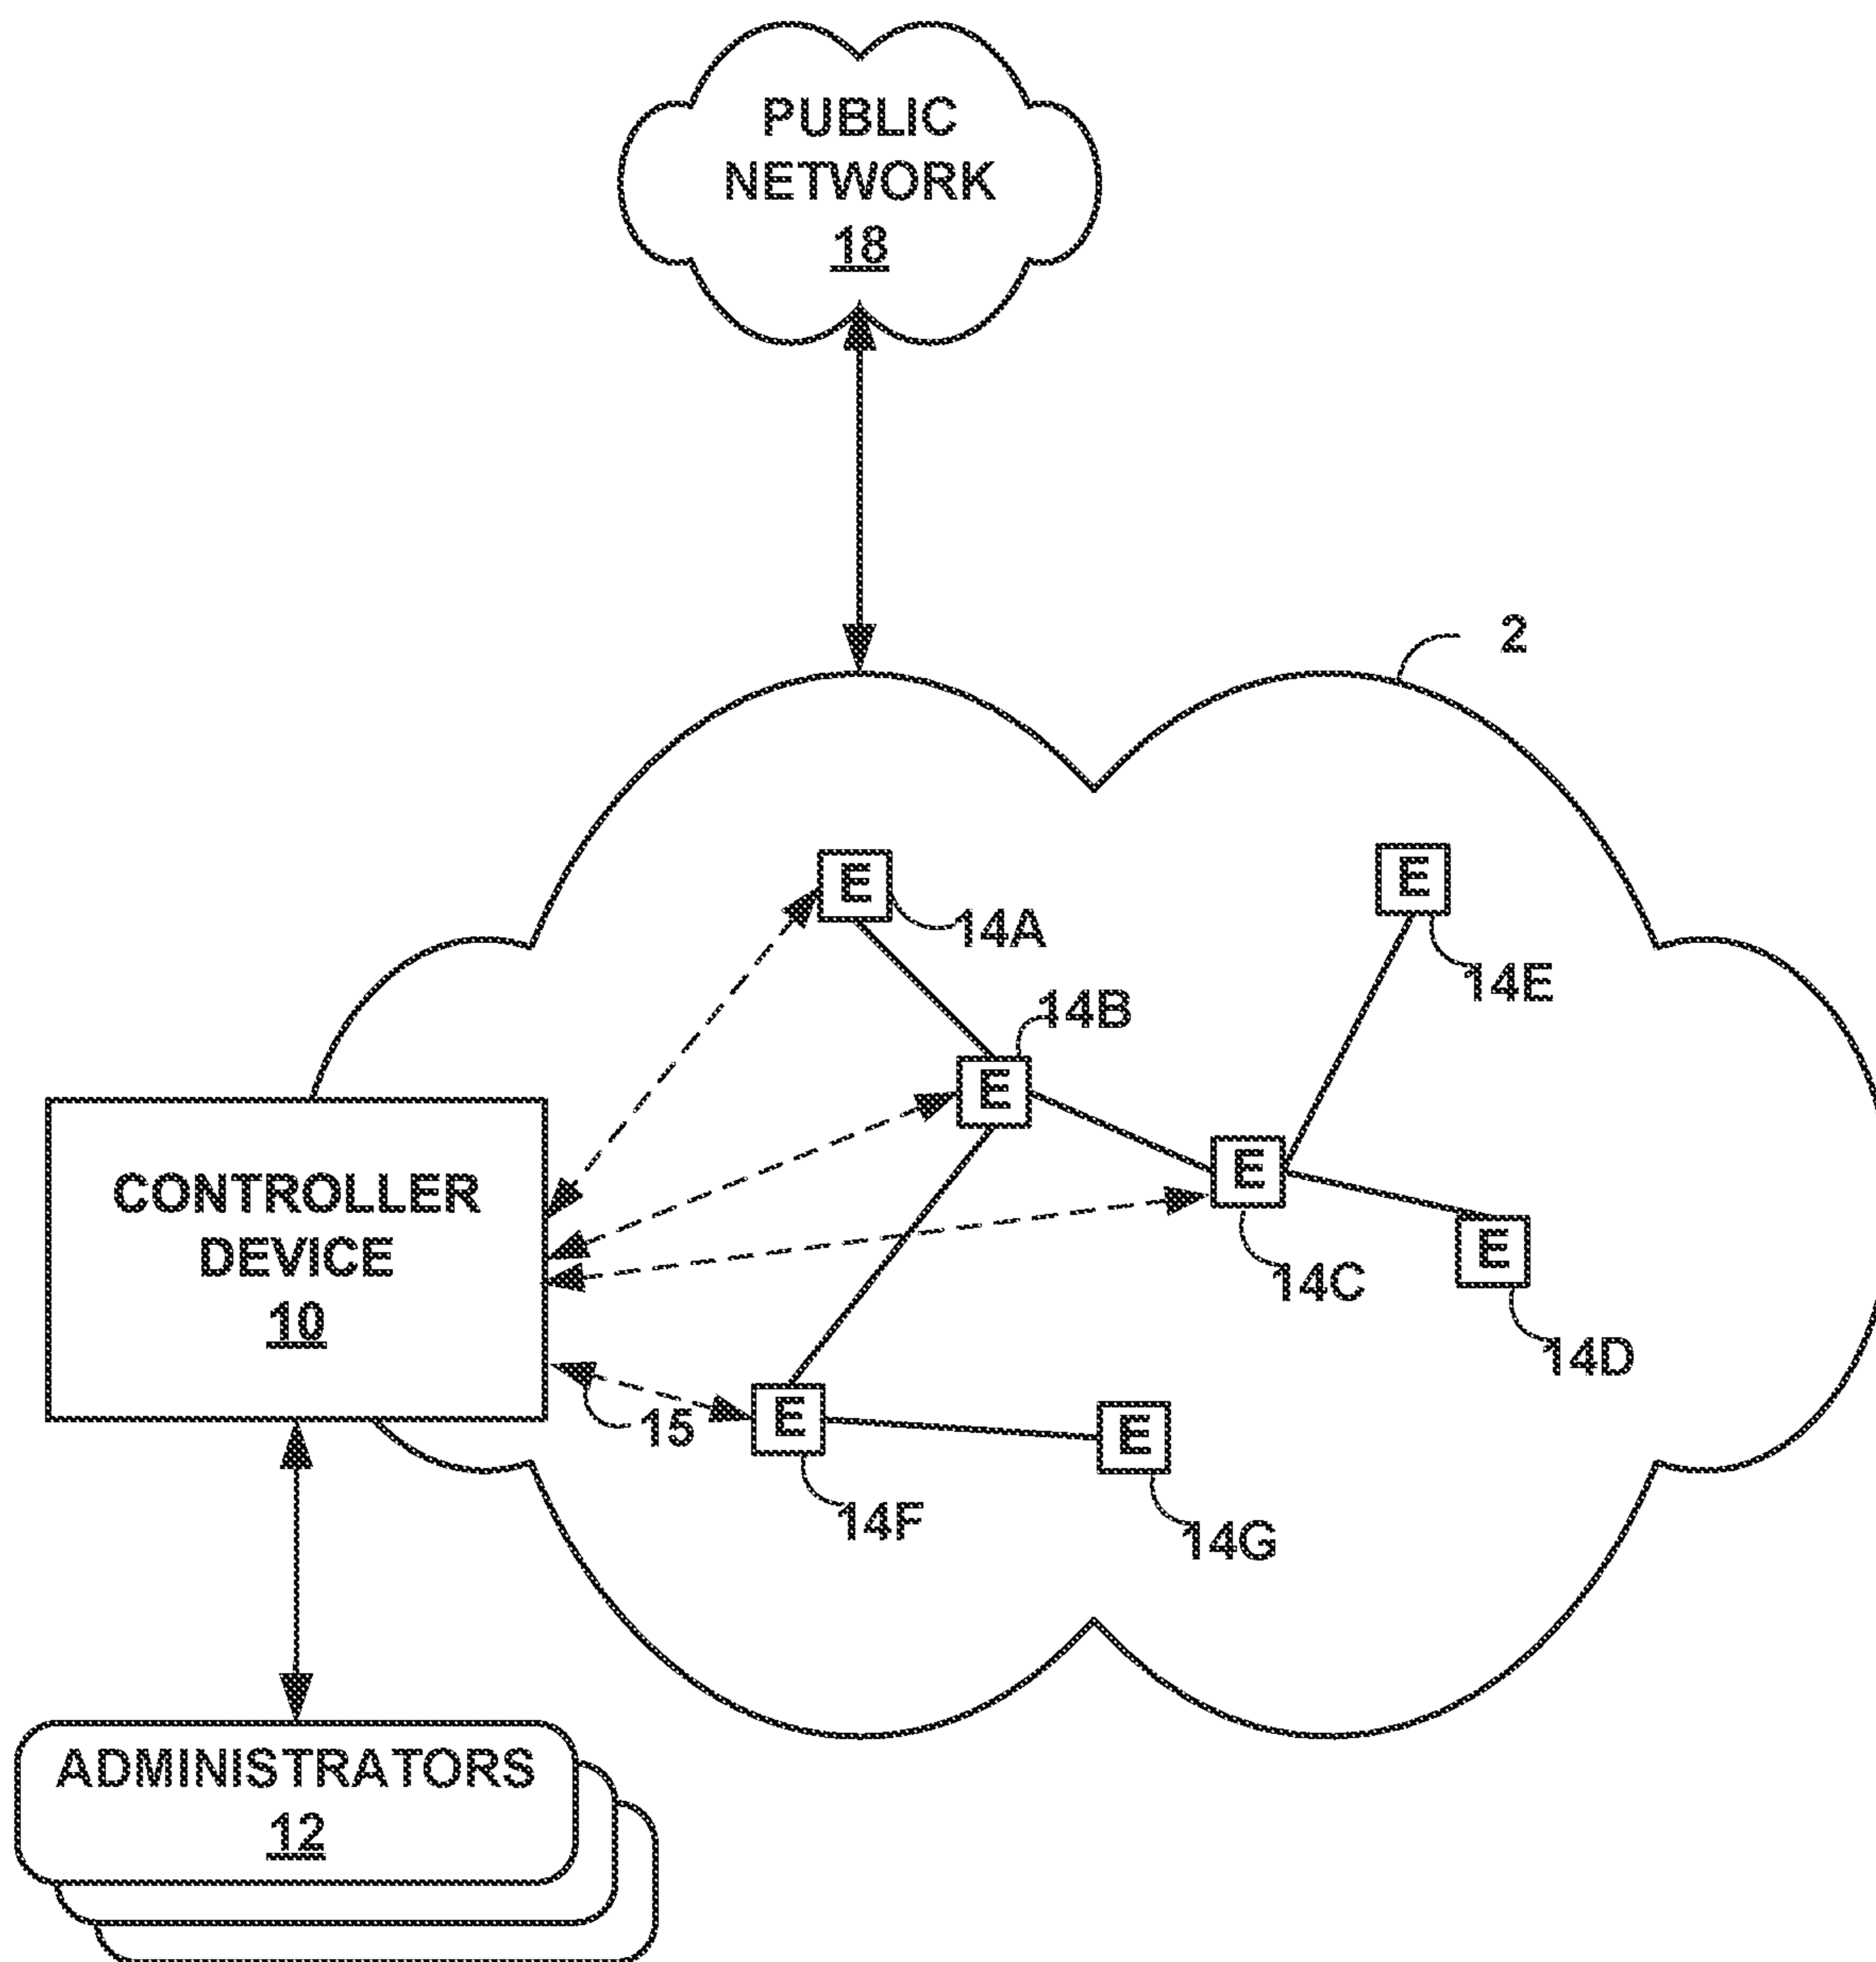 PUBLIC
NETWORK
18
2
E
14A
E
14E
14B
E
E
14C
E
14D
CONTROLLER
DEVICE
10
15
E
14F
E
14G
ADMINISTRATORS
12